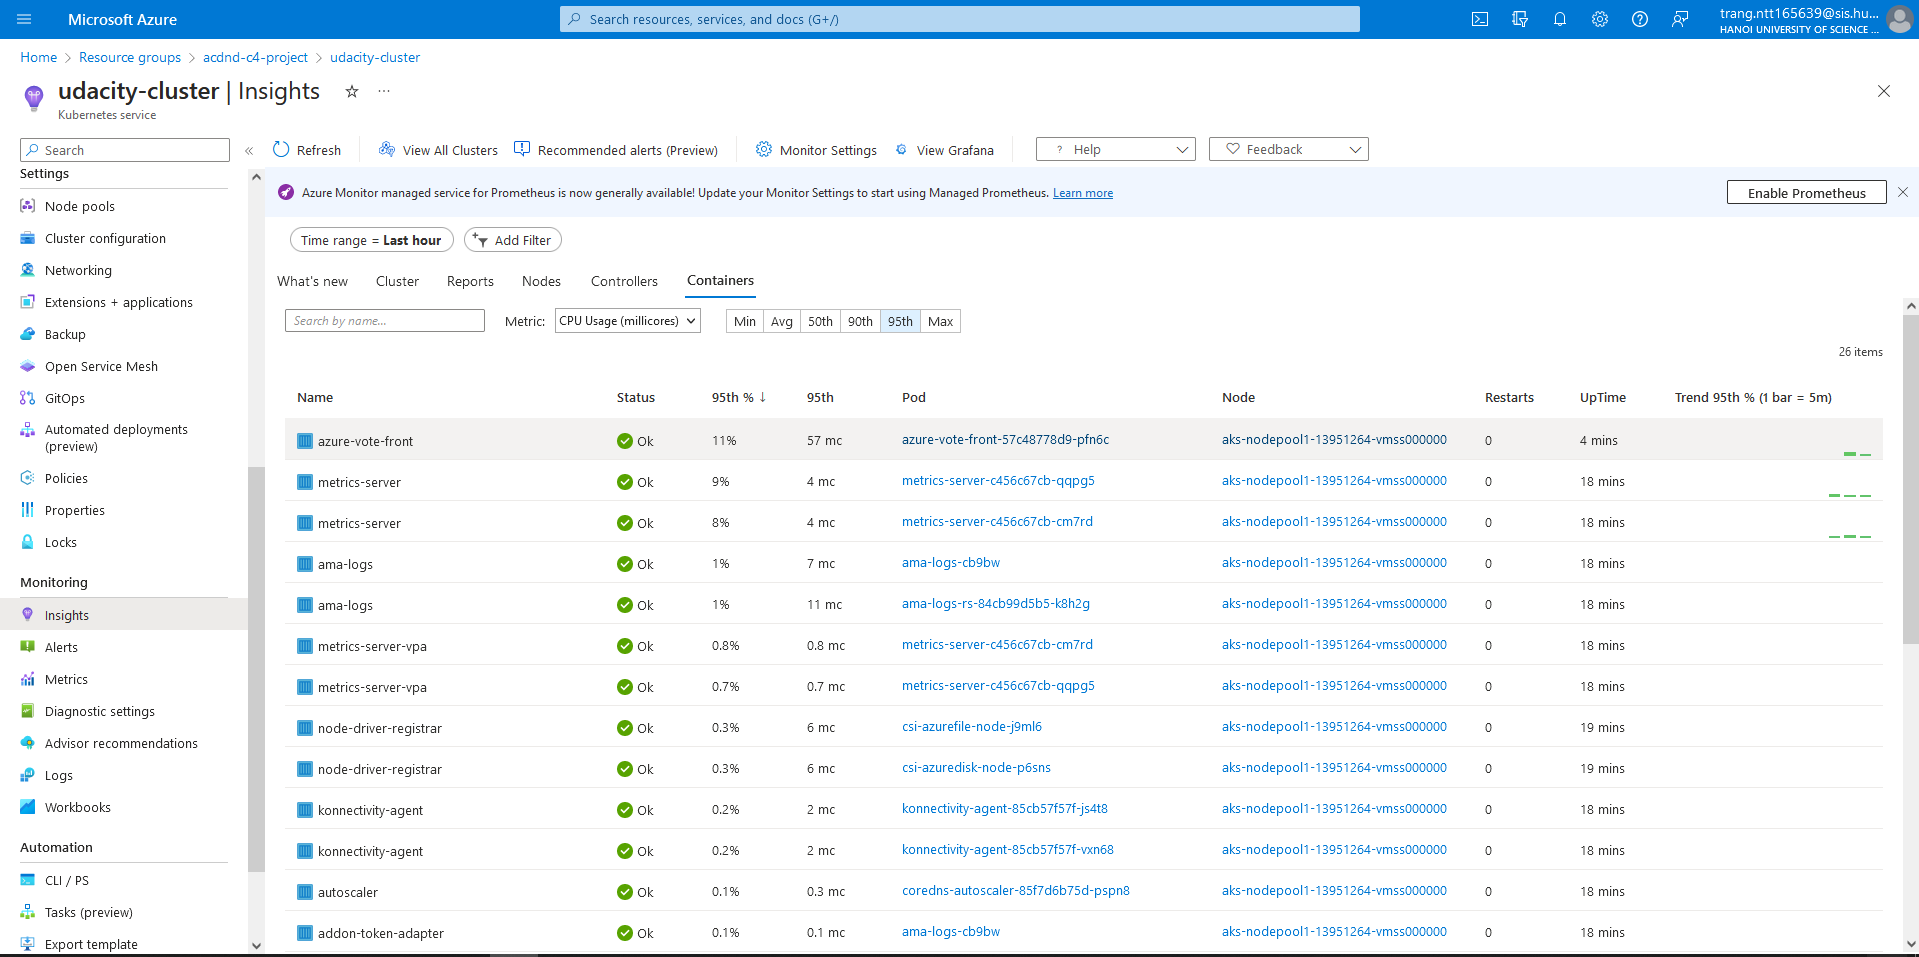 Microsoft Azure
Search resources, services, and docs (G+/)
trang.ntt165639@sis.hu...
HANOI UNIVERSITY OF SCIENCE ...
Home > Resource groups > acdnd-c4-project > udacity-cluster
udacity-cluster | Insights
Kubernetes service
Search
Refresh
View All Clusters
Recommended alerts (Preview)
Monitor Settings
View Grafana
? Help
Feedback
Settings
Node pools
Cluster configuration
Networking
Extensions + applications
Backup
Open Service Mesh
GitOps
Automated deployments
(preview)
Policies
Properties
Locks
Monitoring
Insights
Alerts
Metrics
Diagnostic settings
Advisor recommendations
Logs
Workbooks
Automation
CLI / PS
Tasks (preview)
Export template
Azure Monitor managed service for Prometheus is now generally available! Update your Monitor Settings to start using Managed Prometheus. Learn more
Enable Prometheus
Time range = Last hour
Add Filter
What's new Cluster Reports Nodes Controllers Containers
Search by name...
Metric: CPU Usage (millicores)
Min Avg 50th 90th 95th Max
26 items
Name Status 95th % ↓ 95th Pod Node Restarts UpTime Trend 95th % (1 bar = 5m)
azure-vote-front Ok 11% 57 mc azure-vote-front-57c48778d9-pfn6c aks-nodepool1-13951264-vmss000000 0 4 mins
metrics-server Ok 9% 4 mc metrics-server-c456c67cb-qqpg5 aks-nodepool1-13951264-vmss000000 0 18 mins
metrics-server Ok 8% 4 mc metrics-server-c456c67cb-cm7rd aks-nodepool1-13951264-vmss000000 0 18 mins
ama-logs Ok 1% 7 mc ama-logs-cb9bw aks-nodepool1-13951264-vmss000000 0 18 mins
ama-logs Ok 1% 11 mc ama-logs-rs-84cb99d5b5-k8h2g aks-nodepool1-13951264-vmss000000 0 18 mins
metrics-server-vpa Ok 0.8% 0.8 mc metrics-server-c456c67cb-cm7rd aks-nodepool1-13951264-vmss000000 0 18 mins
metrics-server-vpa Ok 0.7% 0.7 mc metrics-server-c456c67cb-qqpg5 aks-nodepool1-13951264-vmss000000 0 18 mins
node-driver-registrar Ok 0.3% 6 mc csi-azurefile-node-j9ml6 aks-nodepool1-13951264-vmss000000 0 19 mins
node-driver-registrar Ok 0.3% 6 mc csi-azuredisk-node-p6sns aks-nodepool1-13951264-vmss000000 0 19 mins
konnectivity-agent Ok 0.2% 2 mc konnectivity-agent-85cb57f57f-js4t8 aks-nodepool1-13951264-vmss000000 0 18 mins
konnectivity-agent Ok 0.2% 2 mc konnectivity-agent-85cb57f57f-vxn68 aks-nodepool1-13951264-vmss000000 0 18 mins
autoscaler Ok 0.1% 0.3 mc coredns-autoscaler-85f7d6b75d-pspn8 aks-nodepool1-13951264-vmss000000 0 18 mins
addon-token-adapter Ok 0.1% 0.1 mc ama-logs-cb9bw aks-nodepool1-13951264-vmss000000 0 18 mins